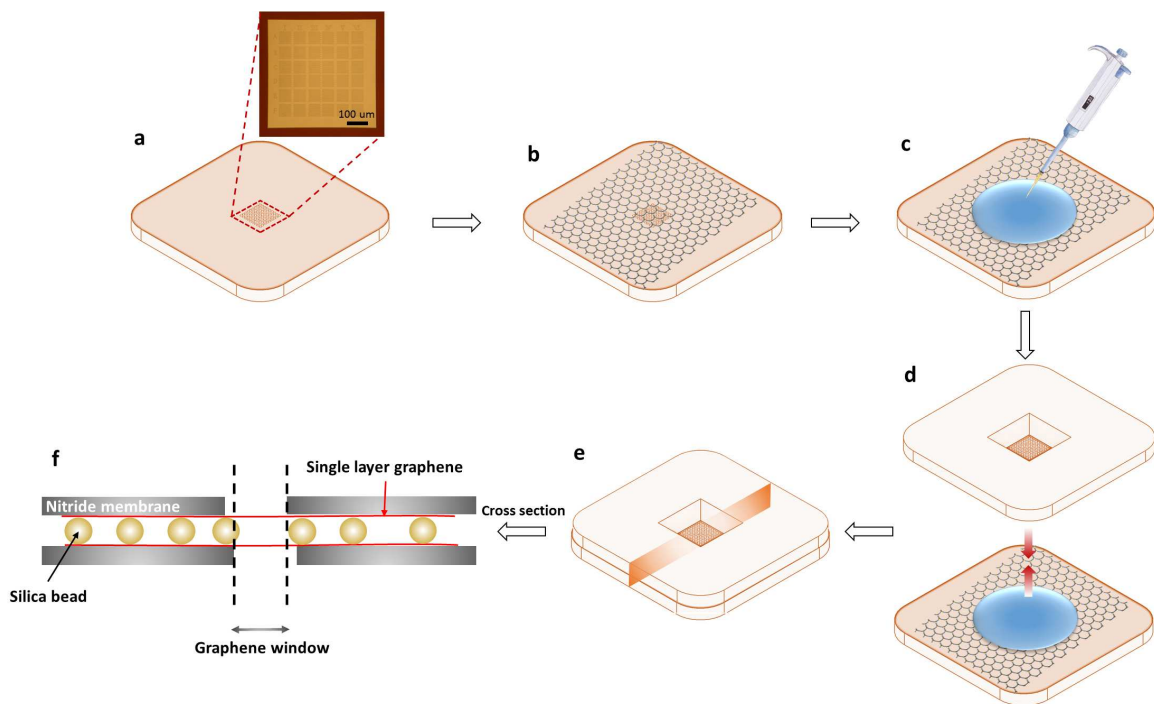 100 um
a
b
c
d
e
f
Single layer graphene
Nitride membrane
Cross section
Silica bead
Graphene window